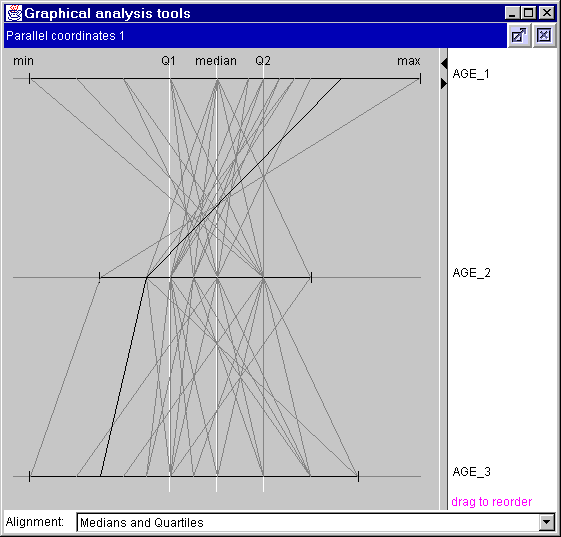 Graphical analysis tools
Parallel coordinates 1
min Q1 median Q2 max
AGE_1
AGE_2
AGE_3
drag to reorder
Alignment: Medians and Quartiles